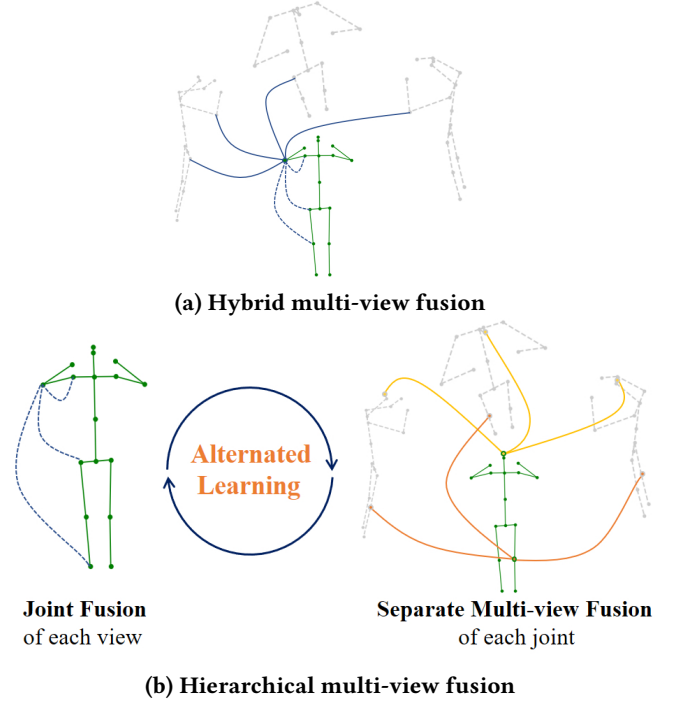 (a) Hybrid multi-view fusion
Alternated
Learning
Joint Fusion
of each view
Separate Multi-view Fusion
of each joint
(b) Hierarchical multi-view fusion